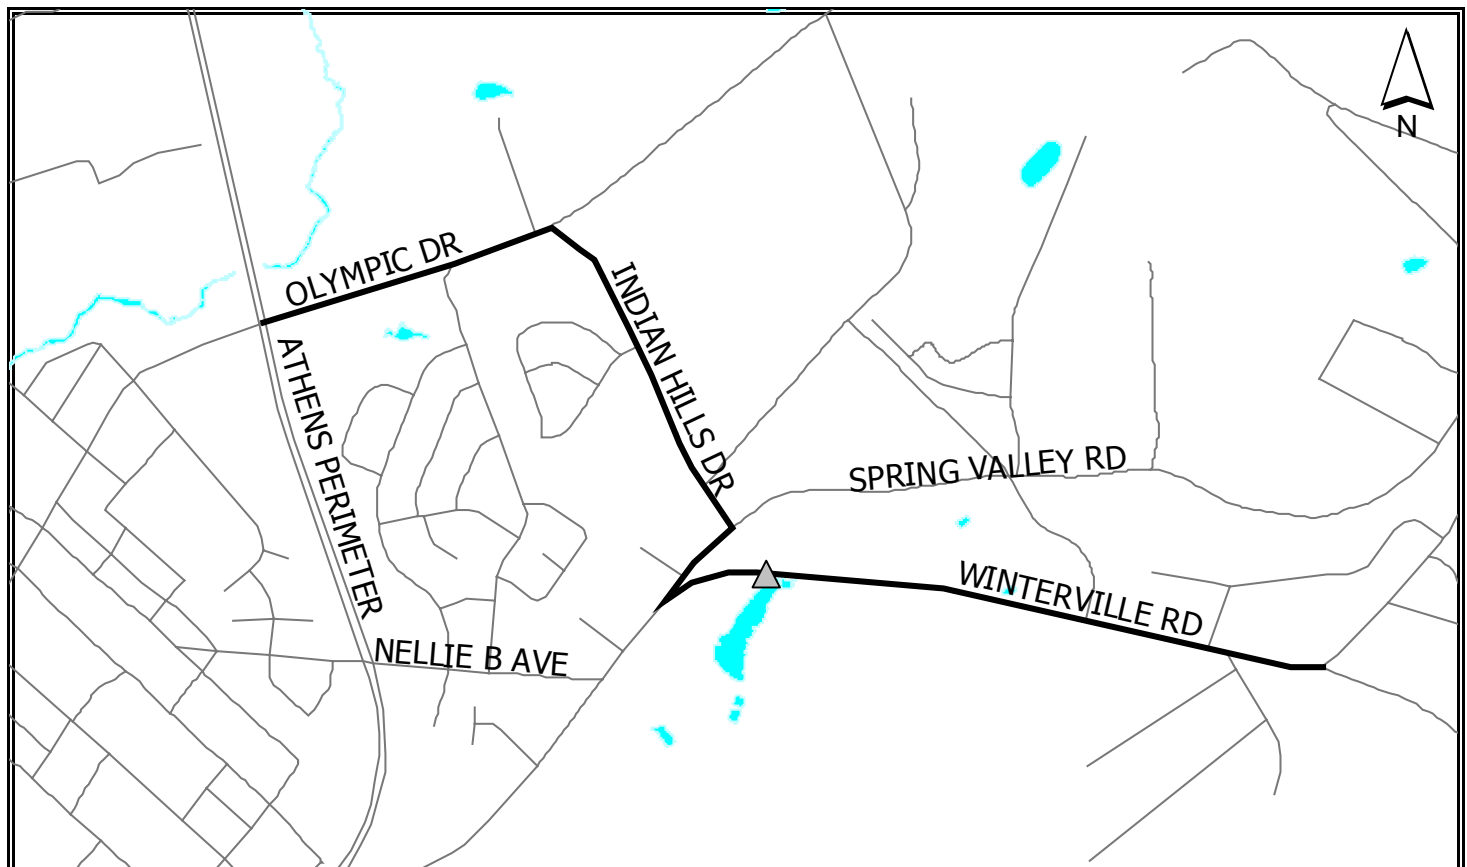 N
OLYMPIC DR
INDIAN HILLS DR
ATHENS PERIMETER
SPRING VALLEY RD
WINTERVILLE RD
NELLIE B AVE